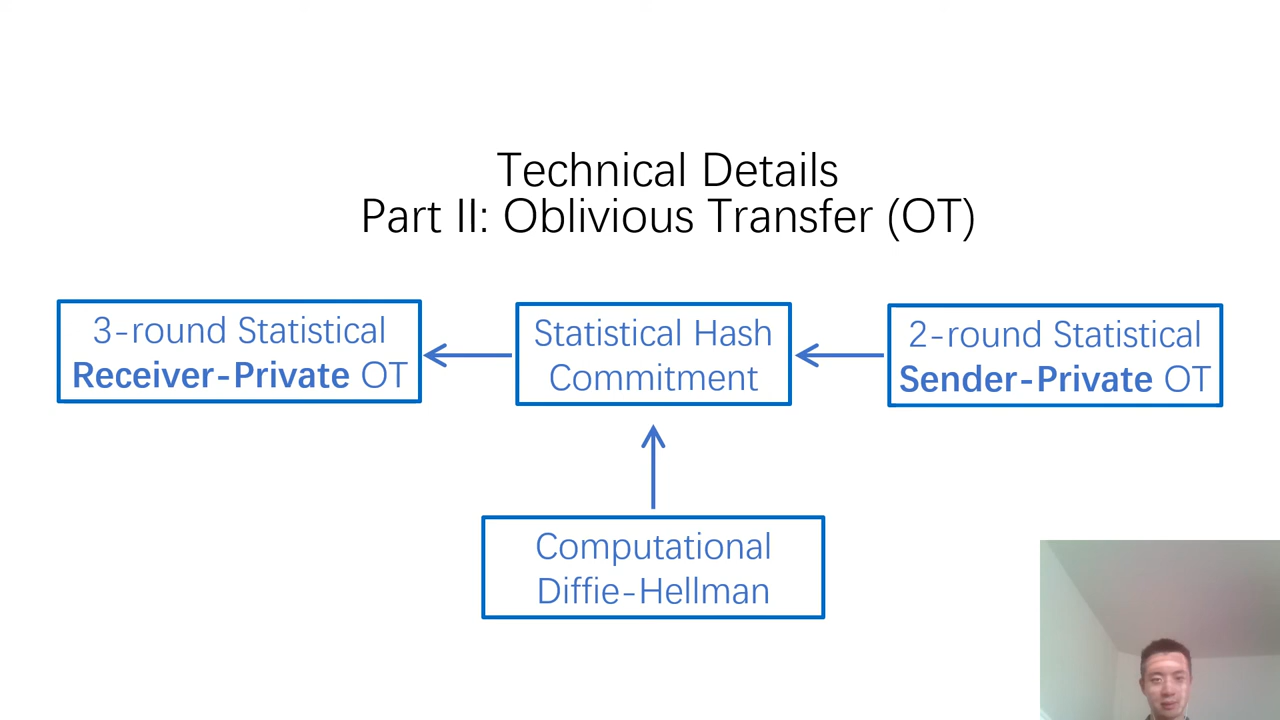 Technical Details
Part II: Oblivious Transfer (OT)
3-round Statistical
Receiver-Private OT
Statistical Hash
Commitment
2-round Statistical
Sender-Private OT
Computational
Diffie-Hellman